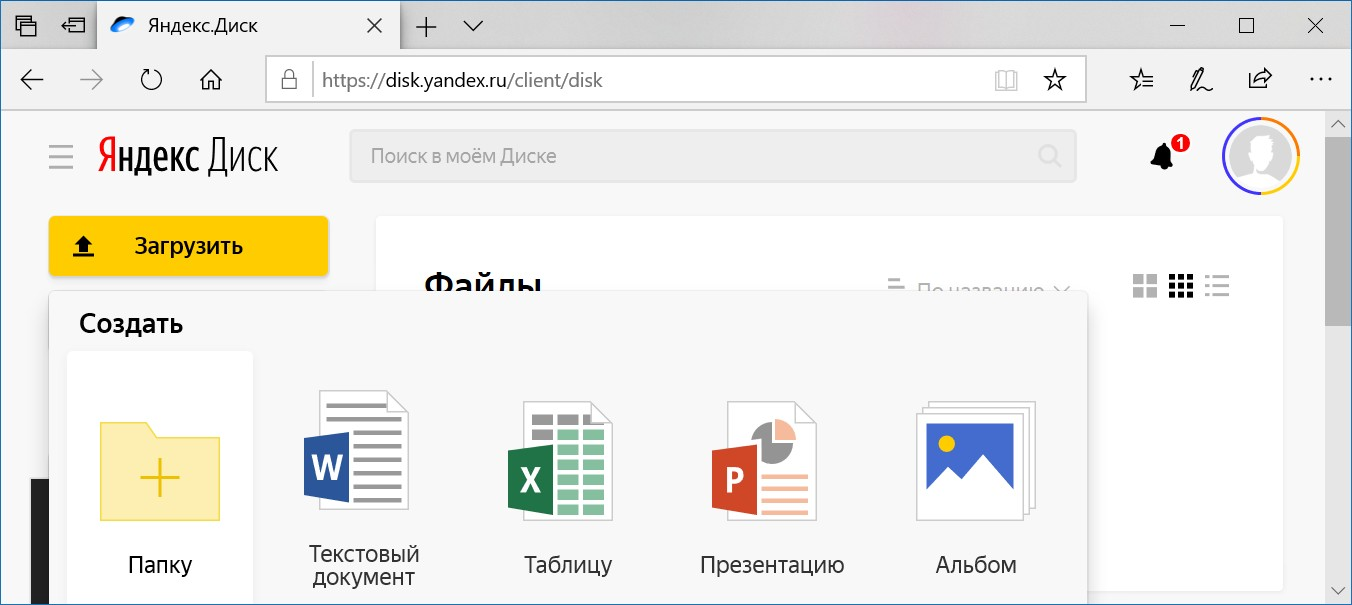 Яндекс.Диск
https://disk.yandex.ru/client/disk
Яндекс Диск
Поиск в моём Диске
1
Загрузить
Файлы
По названию
Создать
W
X
P
Папку
Текстовый
документ
Таблицу
Презентацию
Альбом